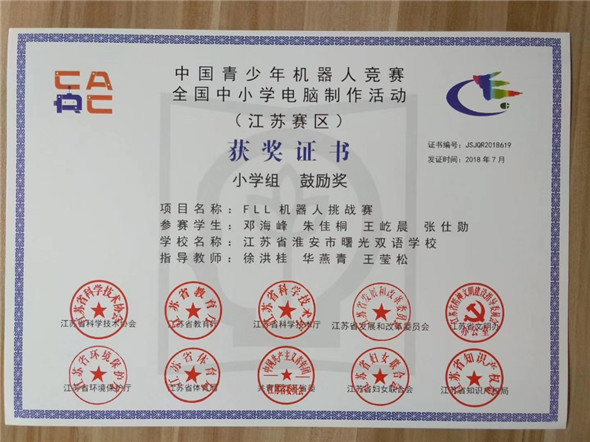 CARC
中国青少年机器人竞赛
全国中小学电脑制作活动
（江苏赛区）
获奖证书
证书编号：JSJQR2018619
发证时间：2018年7月
小学组 鼓励奖
项目名称：FLL机器人挑战赛
参赛学生：邓海峰 朱佳桐 王屹晨 张仕勋
学校名称：江苏省淮安市曙光双语学校
指导教师：徐洪桂 华燕青 王莹松
江苏省科学技术协会 江苏省教育厅 江苏省科学技术厅 江苏省发展和改革委员会 江苏省文明办
江苏省环境保护厅 江苏省体育局 江苏省妇女联合会 江苏省知识产权局